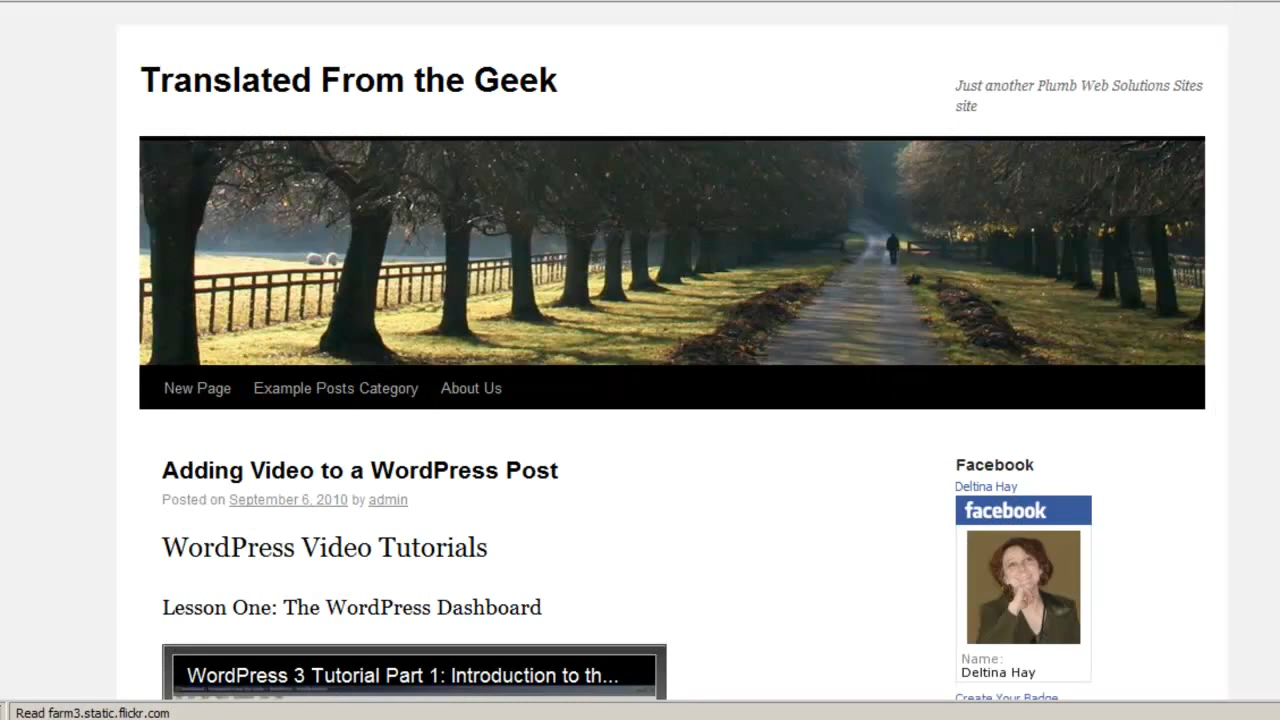 Translated From the Geek
Just another Plumb Web Solutions Sites
site
New Page Example Posts Category About Us
Adding Video to a WordPress Post
Posted on September 6, 2010 by admin
WordPress Video Tutorials
Lesson One: The WordPress Dashboard
WordPress 3 Tutorial Part 1: Introduction to th...
Facebook
Deltina Hay
facebook
Name:
Deltina Hay
Create Your Badge
Read farm3.static.flickr.com